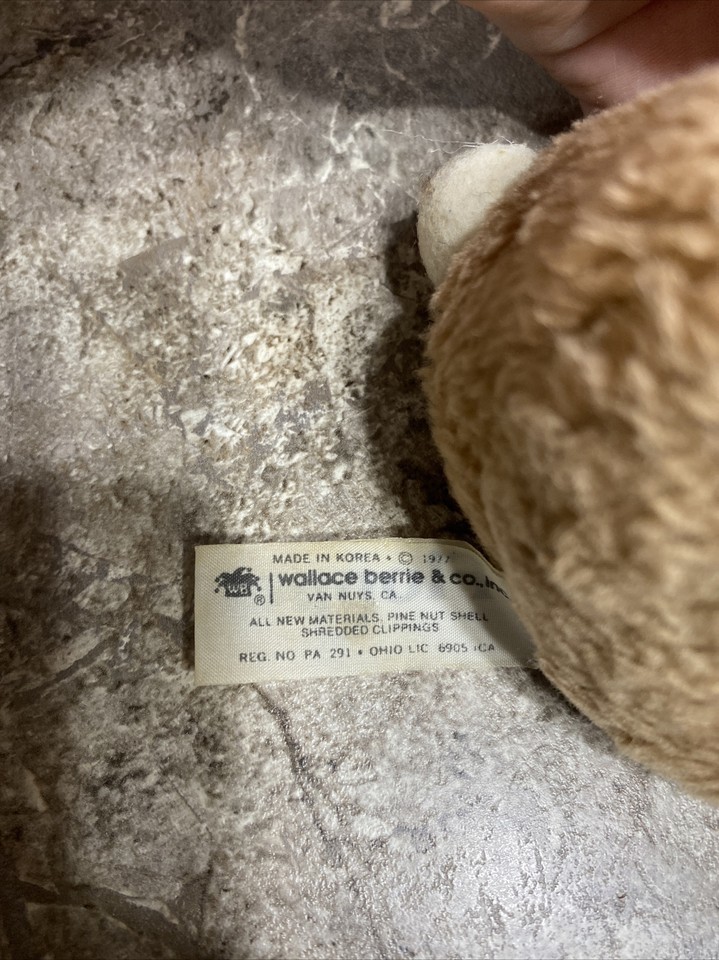 MADE IN KOREA • © 1977
WB ® | wallace berrie & co., inc.
VAN NUYS, CA.
ALL NEW MATERIALS, PINE NUT SHELL
SHREDDED CLIPPINGS
REG. NO PA 291 • OHIO LIC 6905 (CA